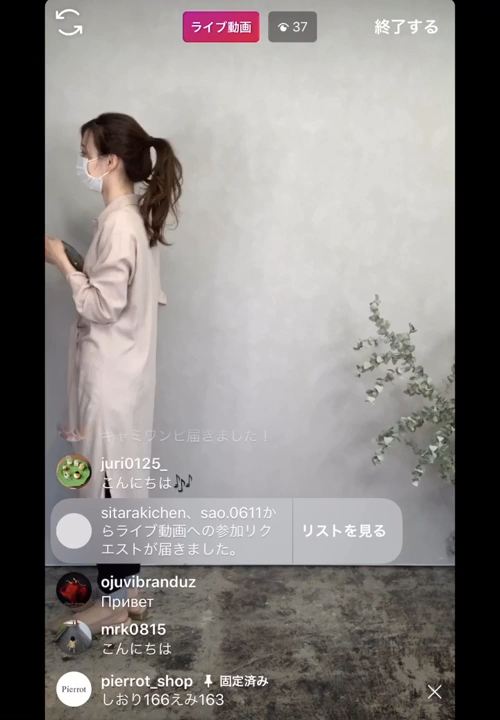 ライブ動画
37
終了する
キャミワンピ届きました！
juri0125_
こんにちは🎶
sitarakichen、sao.0611か
らライブ動画への参加リク
エストが届きました。
リストを見る
ojuvibranduz
Привет
mrk0815
こんにちは
Pierrot
pierrot_shop 固定済み
しおり166えみ163